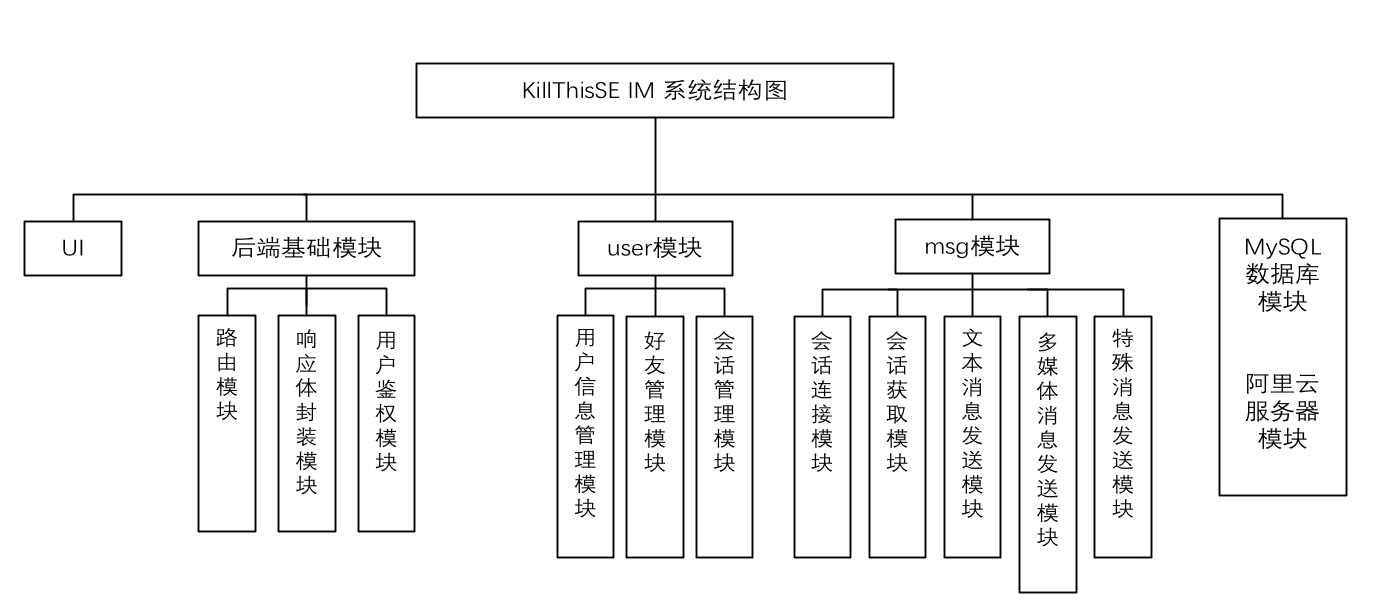 KillThisSE IM 系统结构图
UI
后端基础模块
user模块
msg模块
MySQL
数据库
模块
阿里云
服务器
模块
路由模块
响应体封装模块
用户鉴权模块
用户信息管理模块
好友管理模块
会话管理模块
会话连接模块
会话获取模块
文本消息发送模块
多媒体消息发送模块
特殊消息发送模块